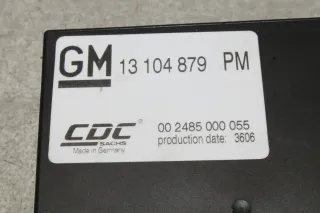 GM 13 104 879 PM
CDC 00 2485 000 055
SACHS production date: 3606
Made in Germany